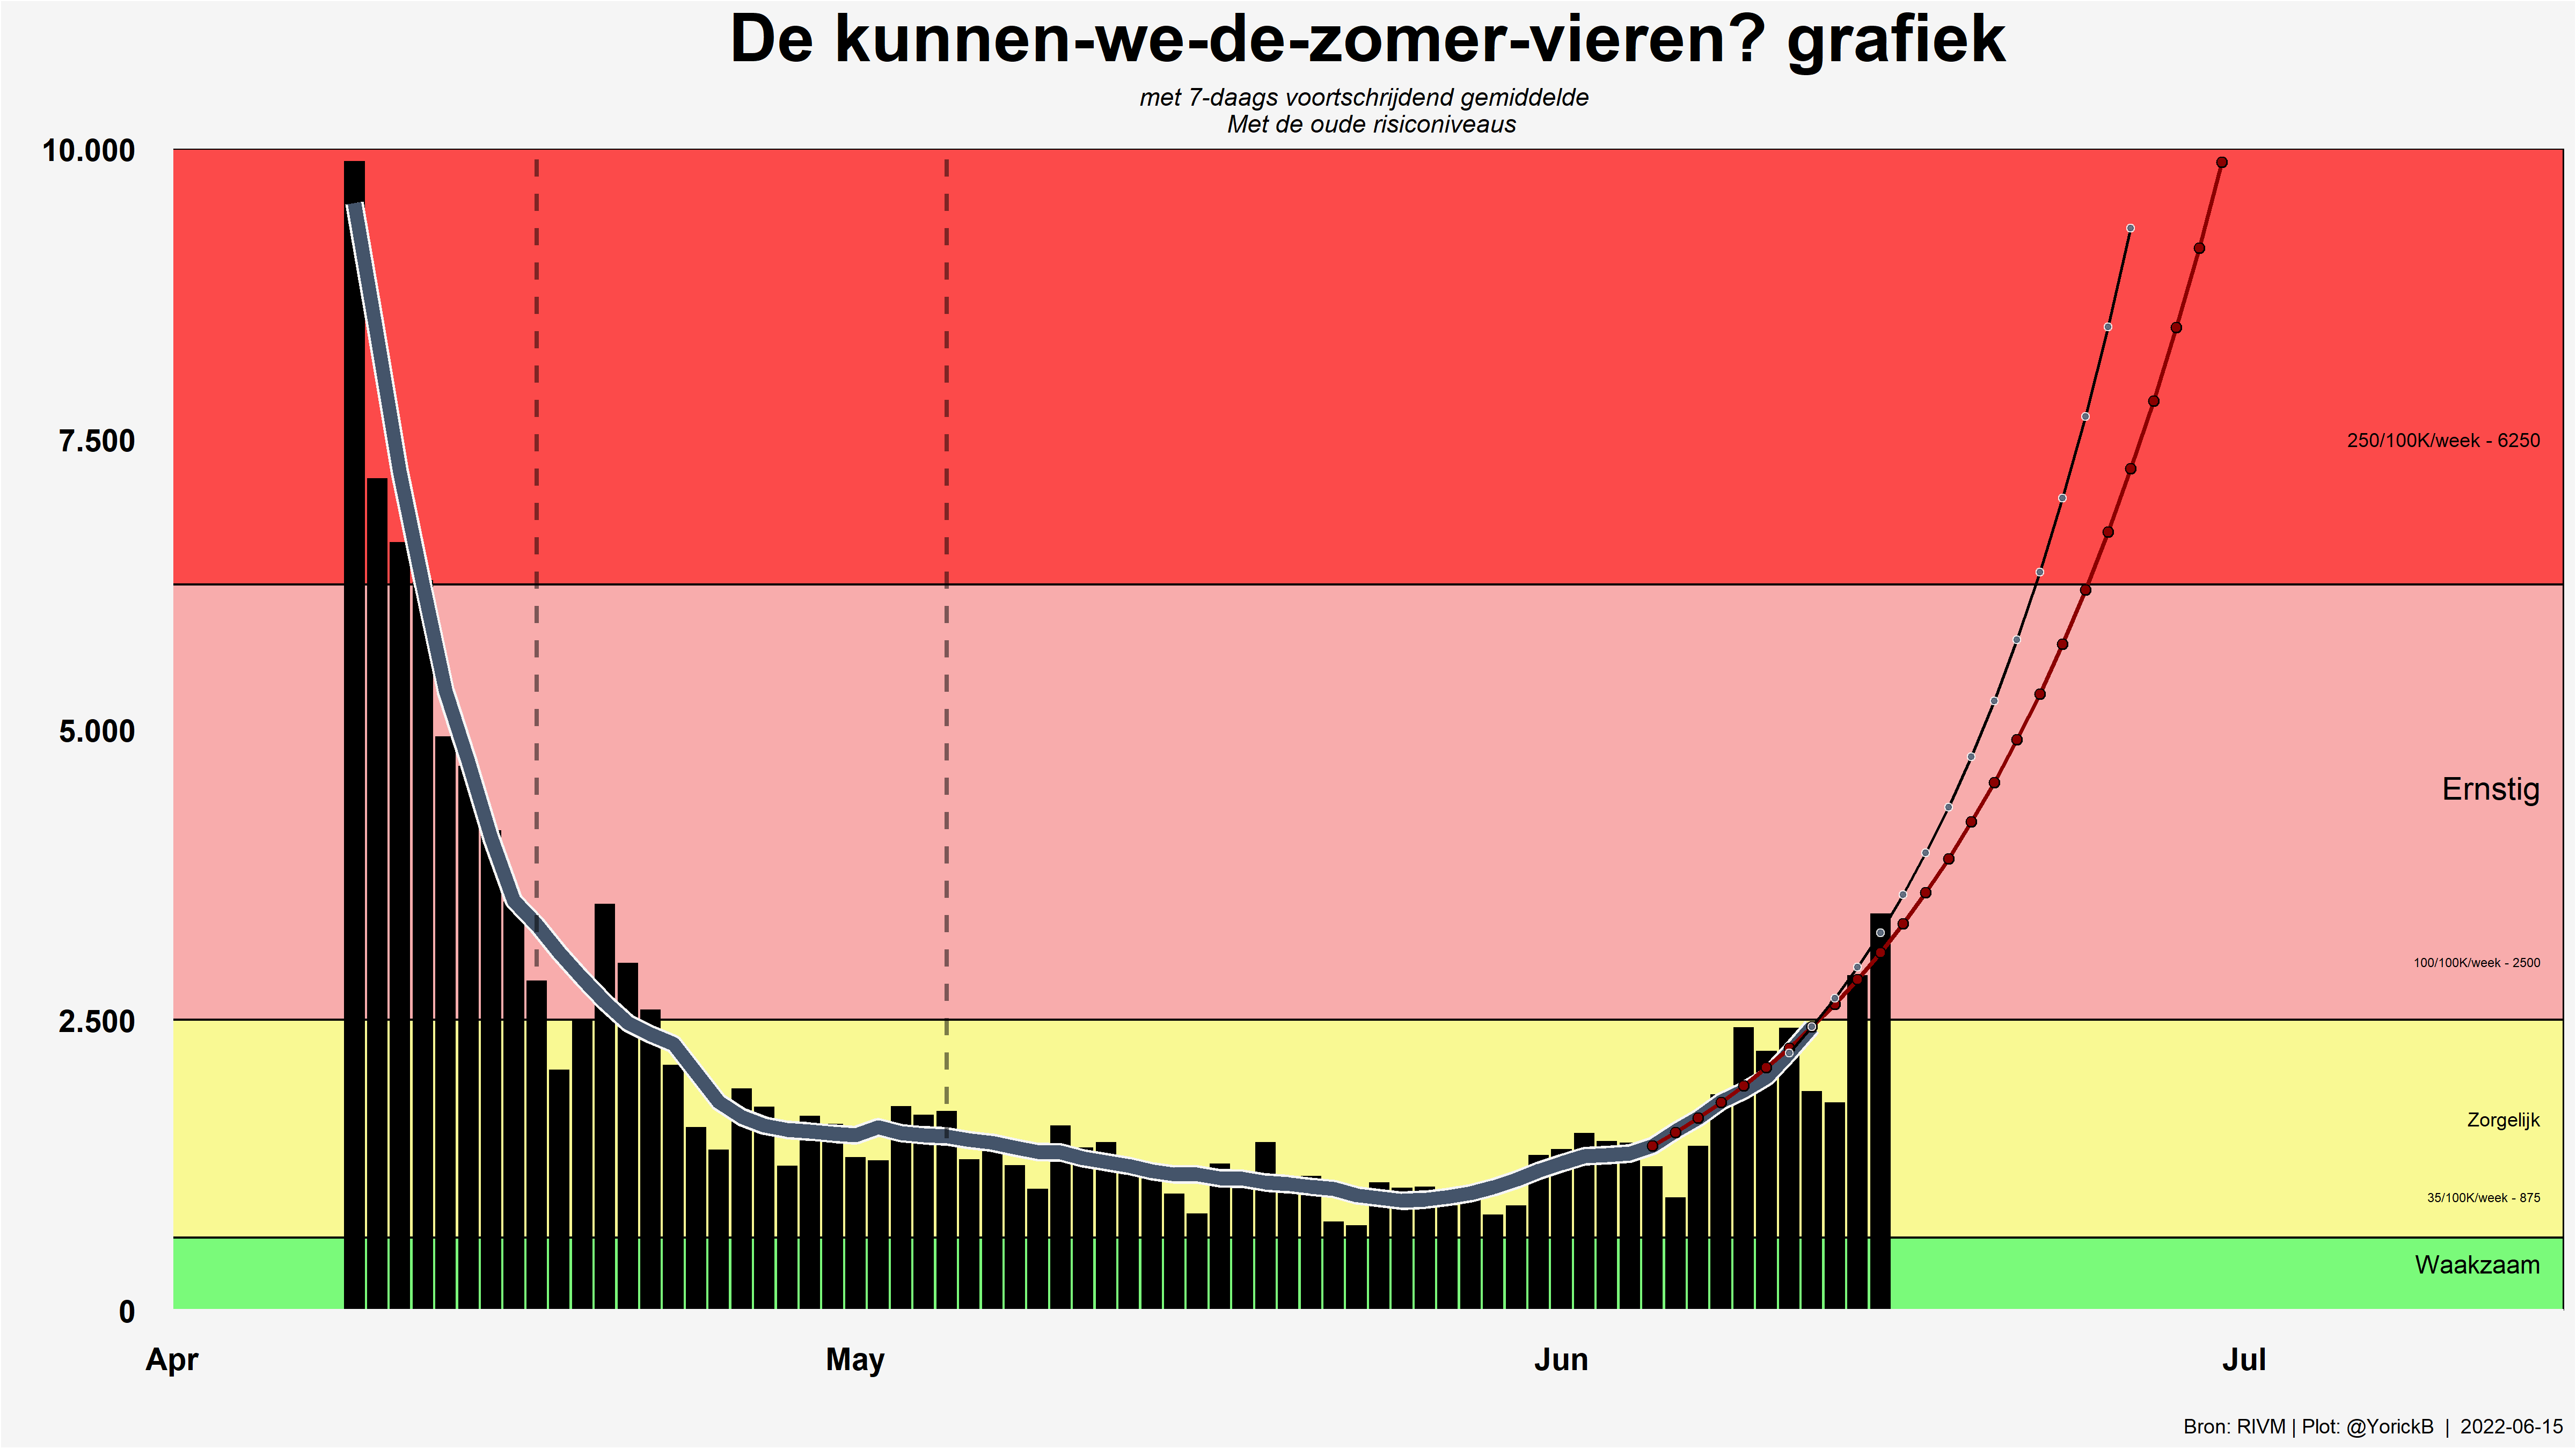 De kunnen-we-de-zomer-vieren? grafiek
met 7-daags voortschrijdend gemiddelde
Met de oude risiconiveaus
10.000
7.500
250/100K/week - 6250
5.000
Ernstig
100/100K/week - 2500
2.500
Zorgelijk
35/100K/week - 875
Waakzaam
0
Apr May Jun Jul
Bron: RIVM | Plot: @YorickB | 2022-06-15